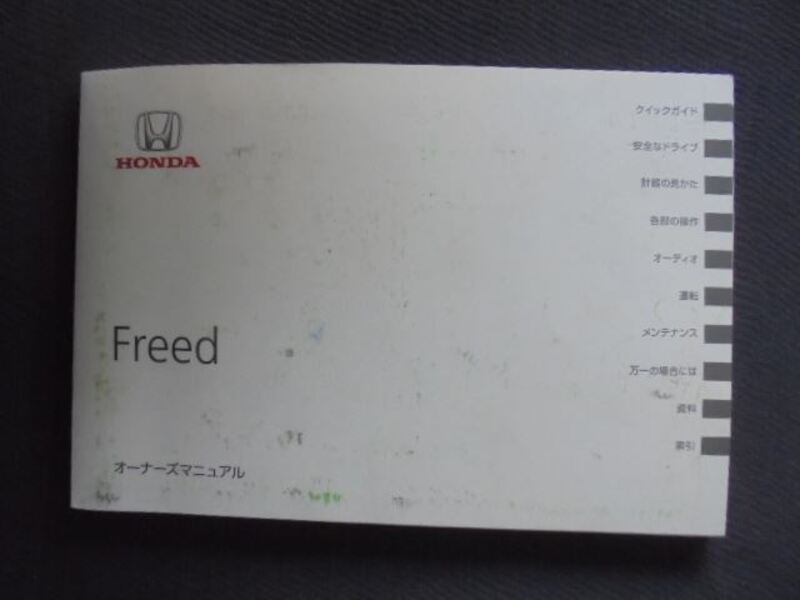 HONDA
Freed
オーナーズマニュアル
クイックガイド
安全なドライブ
計器の見かた
各部の操作
オーディオ
運転
メンテナンス
万一の場合には
資料
索引